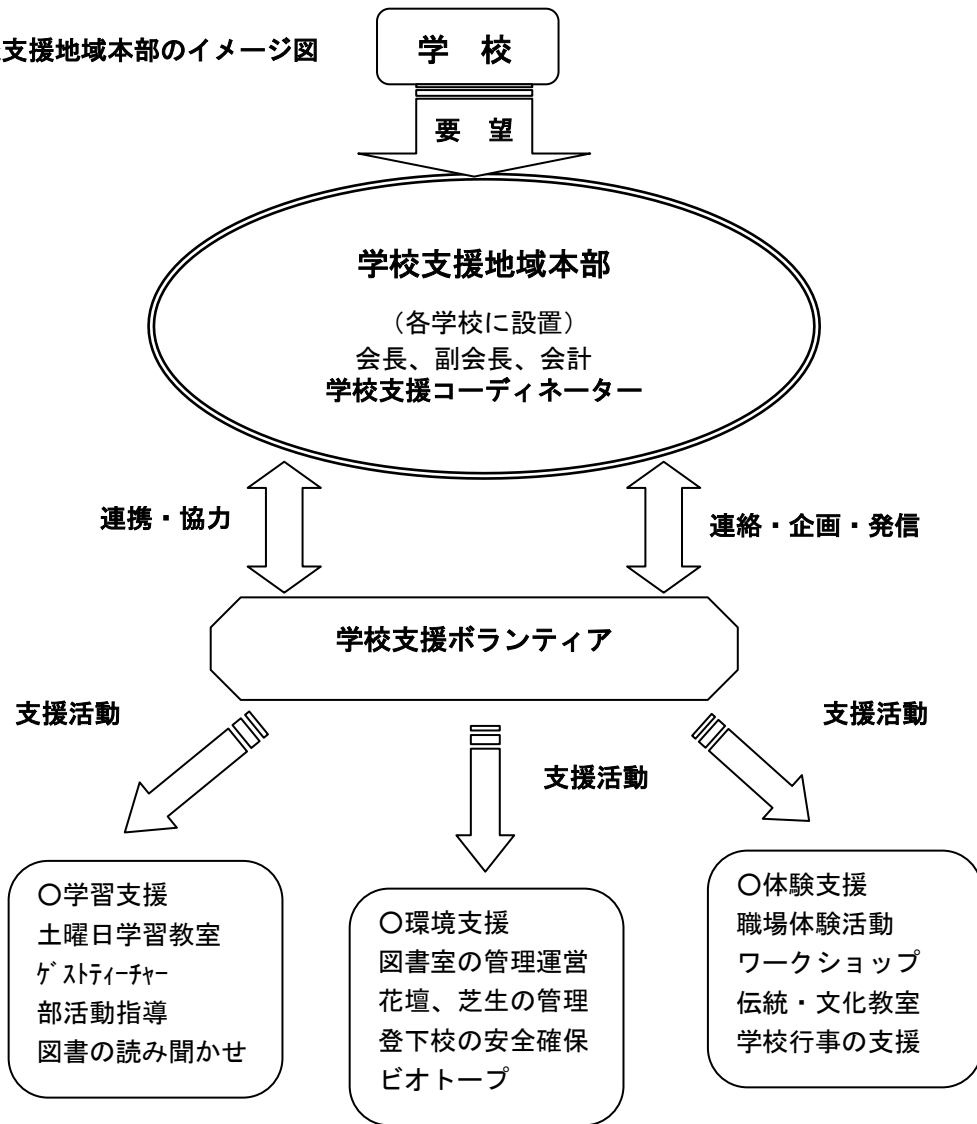 支援地域本部のイメージ図
学 校
要 望
学校支援地域本部
(各学校に設置)
会長、副会長、会計
学校支援コーディネーター
連携・協力
連絡・企画・発信
学校支援ボランティア
支援活動
支援活動
支援活動
○学習支援
土曜日学習教室
ｹﾞｽﾄﾃｨｰﾁｬｰ
部活動指導
図書の読み聞かせ
○環境支援
図書室の管理運営
花壇、芝生の管理
登下校の安全確保
ビオトープ
○体験支援
職場体験活動
ワークショップ
伝統・文化教室
学校行事の支援